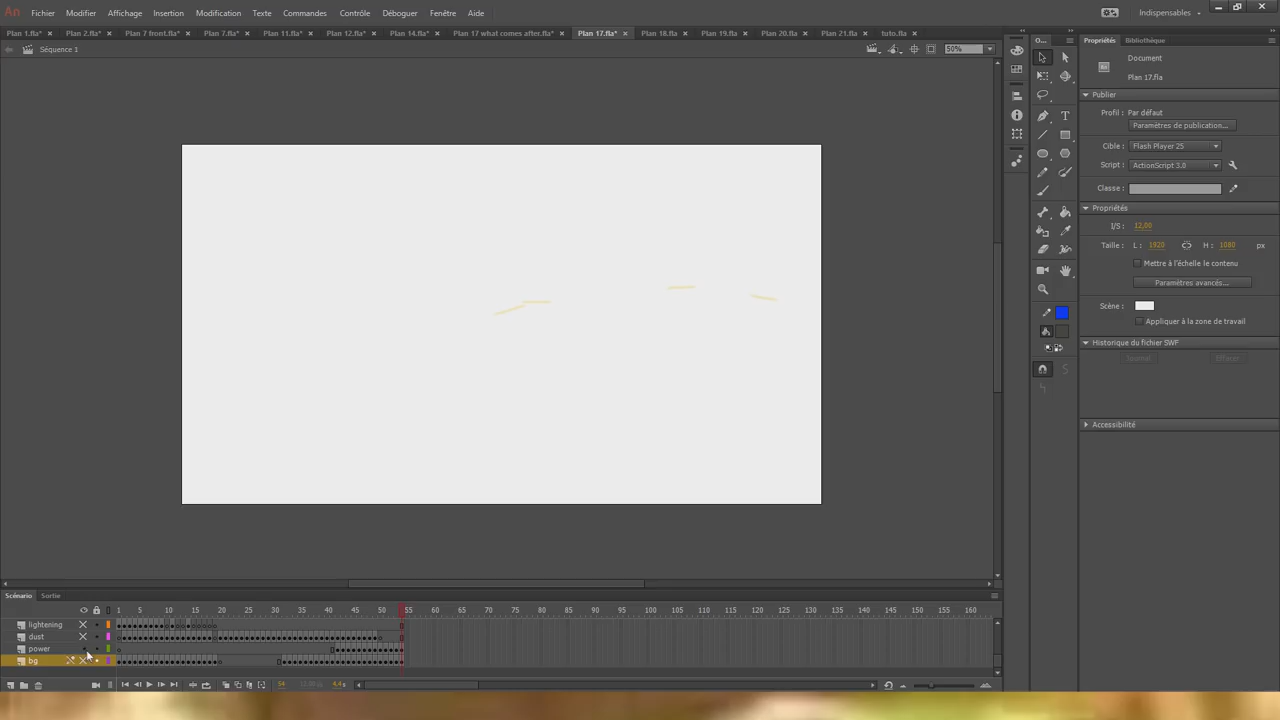 An Fichier Modifier Affichage Insertion Modification Texte Commandes Contrôle Déboguer Fenêtre Aide Indispensables
Plan 1.fla* × Plan 2.fla* × Plan 7 front.fla* × Plan 7.fla* × Plan 11.fla* × Plan 12.fla* × Plan 14.fla* × Plan 17 what comes after.fla* × Plan 17.fla* × Plan 18.fla × Plan 19.fla × Plan 20.fla × Plan 21.fla × tuto.fla ×
Séquence 1 50%
O...
Propriétés Bibliothèque
Document
Plan 17.fla
Publier
Profil : Par défaut
Paramètres de publication...
Cible : Flash Player 25
Script : ActionScript 3.0
Classe :
Propriétés
I/S : 12,00
Taille : L : 1920 H : 1080 px
Mettre à l'échelle le contenu
Paramètres avancés...
Scène :
Appliquer à la zone de travail
Historique du fichier SWF
Journal Effacer
Accessibilité
Scénario Sortie
1 5 10 15 20 25 30 35 40 45 50 55 60 65 70 75 80 85 90 95 100 105 110 115 120 125 130 135 140 145 150 155 160
lightening
dust
power
bg
54 4.4s